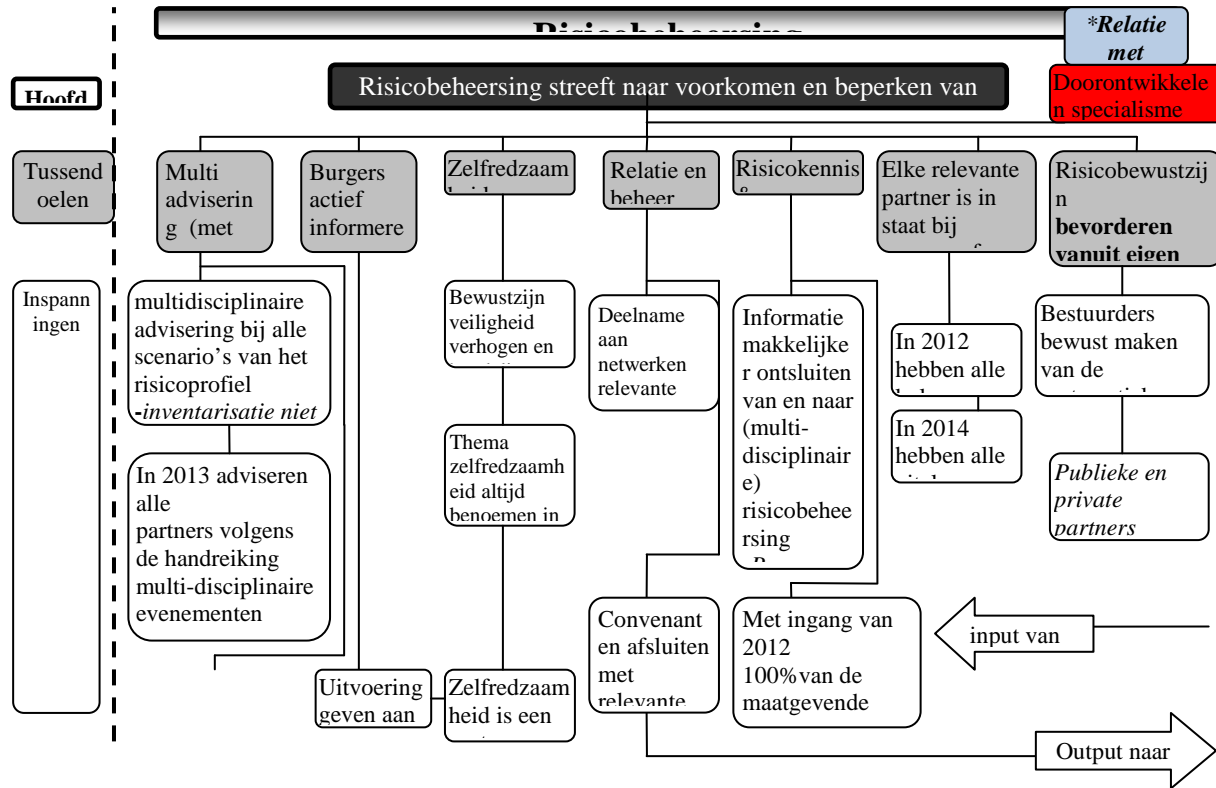 Risicobeheersing
*Relatie
met
Hoofd
Risicobeheersing streeft naar voorkomen en beperken van
Doorontwikkele
n specialisme
Tussend
oelen
Multi
adviserin
g (met
Burgers
actief
informere
Zelfredzaam
heid
Relatie en
beheer
Risicokennis
&
Elke relevante
partner is in
staat bij
Risicobewustzij
n
bevorderen
vanuit eigen
Inspann
ingen
multidisciplinaire
advisering bij alle
scenario's van het
risicoprofiel
-inventarisatie niet
In 2013 adviseren
alle
partners volgens
de handreiking
multi-disciplinaire
evenementen
Uitvoering
geven aan
Bewustzijn
veiligheid
verhogen en
Thema
zelfredzaamh
eid altijd
benoemen in
Zelfredzaam
heid is een
Deelname
aan
netwerken
relevante
Convenant
en afsluiten
met
relevante
Informatie
makkelijke
r ontsluiten
van en naar
(multi-
disciplinair
e)
risicobehee
rsing
Met ingang van
2012
100% van de
maatgevende
In 2012
hebben alle
In 2014
hebben alle
Bestuurders
bewust maken
van de
Publieke en
private
partners
input van
Output naar